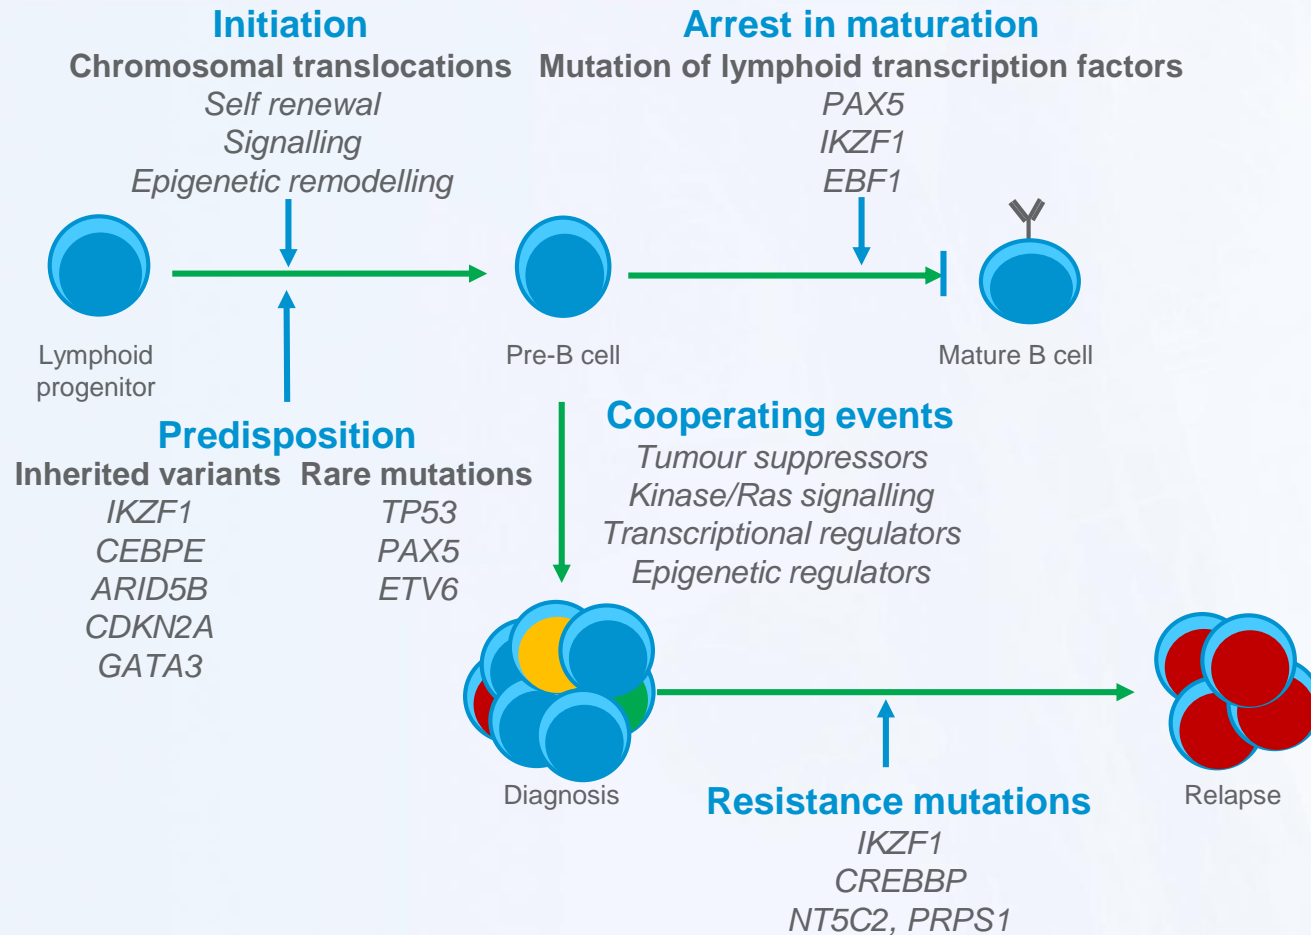 Initiation
Chromosomal translocations
Self renewal
Signalling
Epigenetic remodelling
Arrest in maturation
Mutation of lymphoid transcription factors
PAX5
IKZF1
EBF1
Lymphoid
progenitor
Pre-B cell
Mature B cell
Predisposition
Inherited variants
IKZF1
CEBPE
ARID5B
CDKN2A
GATA3
Rare mutations
TP53
PAX5
ETV6
Cooperating events
Tumour suppressors
Kinase/Ras signalling
Transcriptional regulators
Epigenetic regulators
Diagnosis
Resistance mutations
IKZF1
CREBBP
NT5C2, PRPS1
Relapse